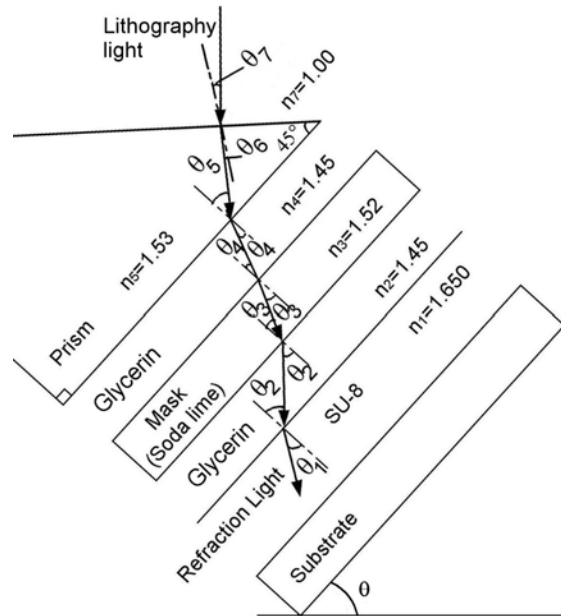 Lithography
light
θ7
n7=1.00
45°
θ6
θ5
n4=1.45
θ4
θ4
n3=1.52
n5=1.53
θ3
θ3
n2=1.45
n1=1.650
Prism
Glycerin
Mask
(Soda lime)
θ2
θ2
SU-8
Glycerin
θ1
Refraction Light
Substrate
θ